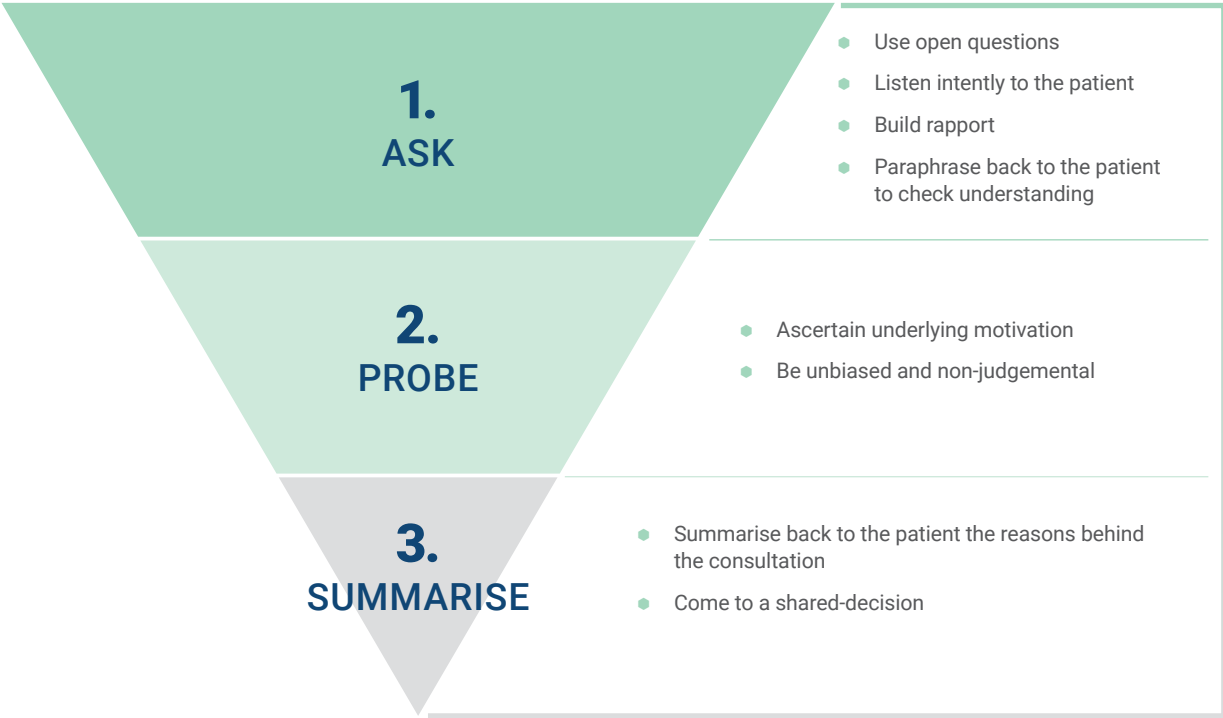 1.
ASK
Use open questions
Listen intently to the patient
Build rapport
Paraphrase back to the patient
to check understanding
2.
PROBE
Ascertain underlying motivation
Be unbiased and non-judgemental
3.
SUMMARISE
Summarise back to the patient the reasons behind
the consultation
Come to a shared-decision